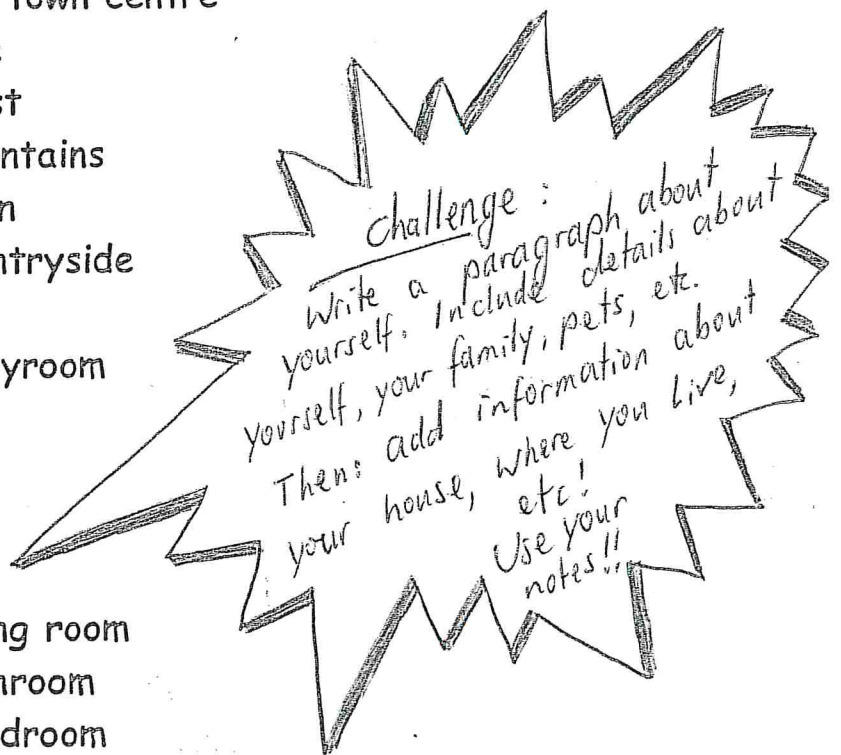 Town centre
st
ntains
n
ntryside
yroom
ng room
nroom
droom
Challenge :
Write a paragraph about
yourself. Include details about
yourself, your family, pets, etc.
Then: add information about
your house, where you live,
etc!
Use your
notes!!